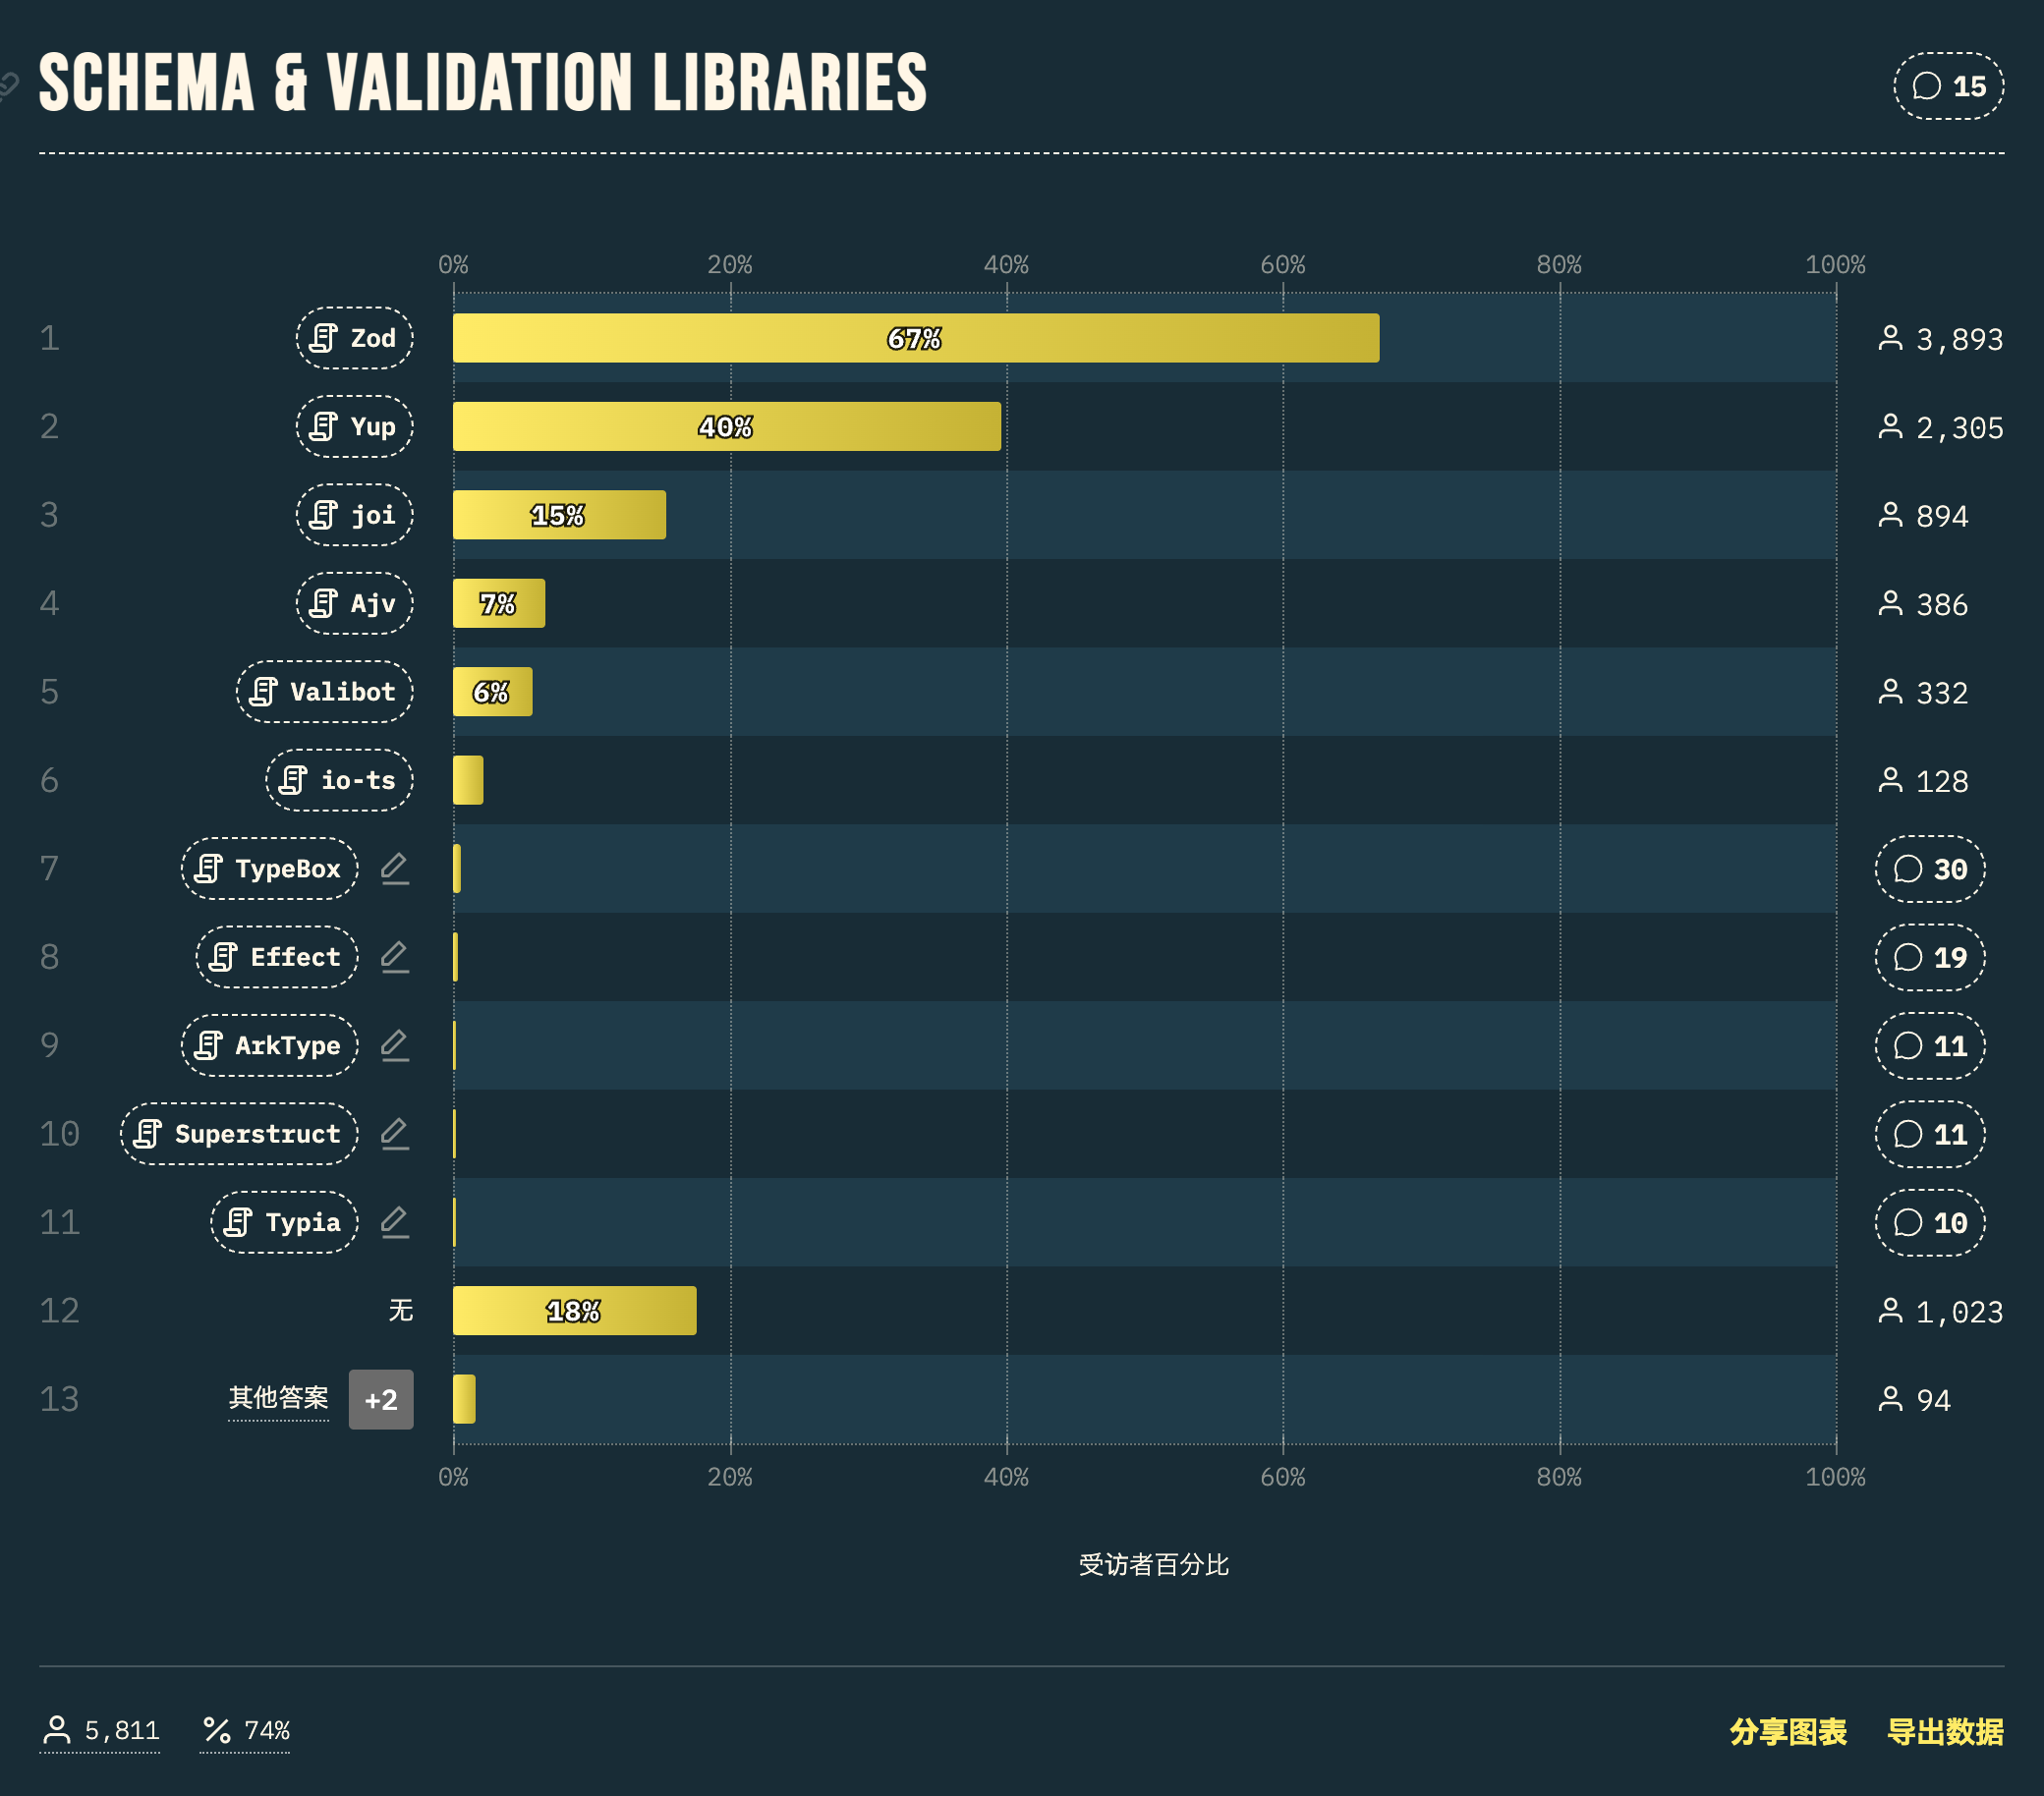 SCHEMA & VALIDATION LIBRARIES
15
0% 20% 40% 60% 80% 100%
1 Zod 67% 3,893
2 Yup 40% 2,305
3 joi 15% 894
4 Ajv 7% 386
5 Valibot 6% 332
6 io-ts 128
7 TypeBox 30
8 Effect 19
9 ArkType 11
10 Superstruct 11
11 Typia 10
12 无 18% 1,023
13 其他答案 +2 94
0% 20% 40% 60% 80% 100%
受访者百分比
5,811 % 74% 分享图表 导出数据